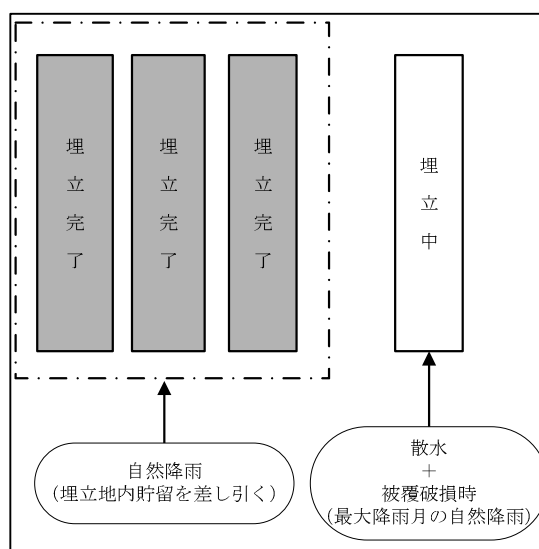 埋立完了
埋立完了
埋立完了
埋立中
自然降雨
（埋立地内貯留を差し引く）
散水
＋
被覆破損時
（最大降雨月の自然降雨）